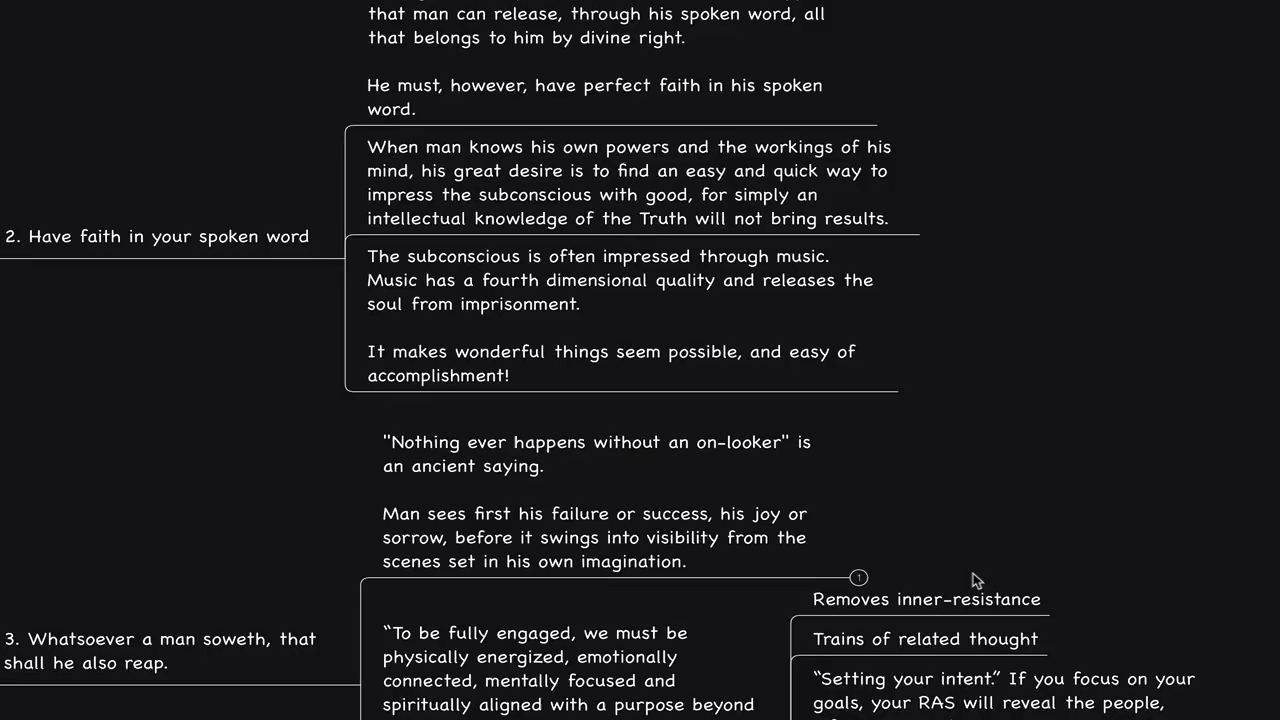 that man can release, through his spoken word, all
that belongs to him by divine right.
He must, however, have perfect faith in his spoken
word.
2. Have faith in your spoken word
When man knows his own powers and the workings of his
mind, his great desire is to find an easy and quick way to
impress the subconscious with good, for simply an
intellectual knowledge of the Truth will not bring results.
The subconscious is often impressed through music.
Music has a fourth dimensional quality and releases the
soul from imprisonment.
It makes wonderful things seem possible, and easy of
accomplishment!
3. Whatsoever a man soweth, that
shall he also reap.
"Nothing ever happens without an on-looker" is
an ancient saying.
Man sees first his failure or success, his joy or
sorrow, before it swings into visibility from the
scenes set in his own imagination.
1
“To be fully engaged, we must be
physically energized, emotionally
connected, mentally focused and
spiritually aligned with a purpose beyond
Removes inner-resistance
Trains of related thought
“Setting your intent.” If you focus on your
goals, your RAS will reveal the people,